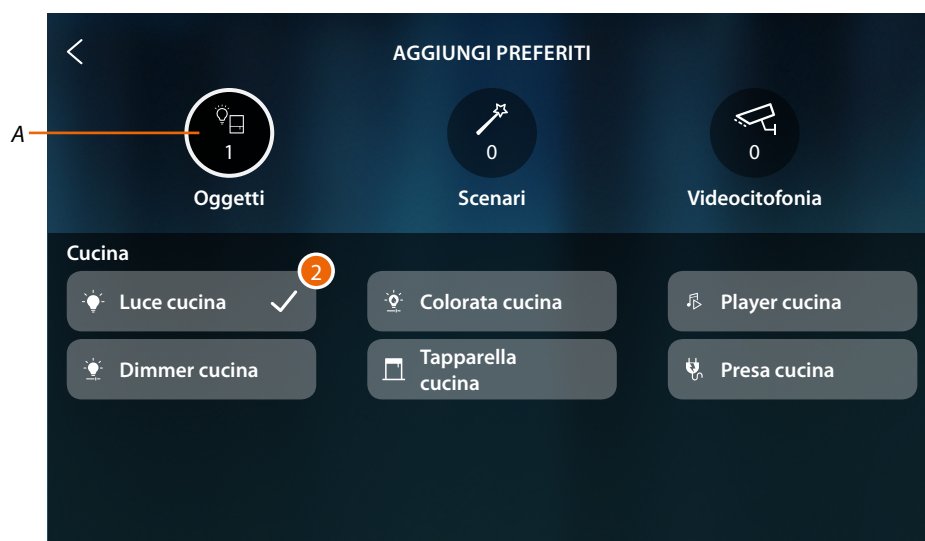 AGGIUNGI PREFERITI
A
1
0
0
Oggetti
Scenari
Videocitofonia
Cucina
2
Luce cucina
Colorata cucina
Player cucina
Dimmer cucina
Tapparella
cucina
Presa cucina